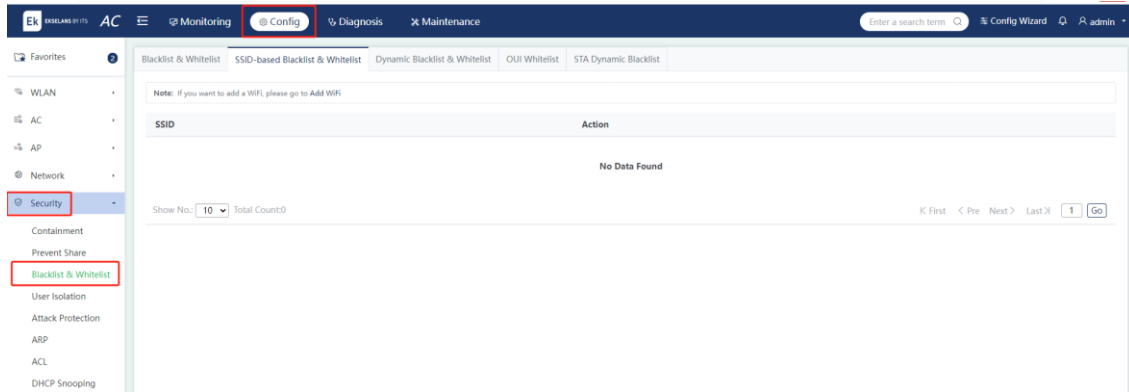 Ek EKSELANS BY ITS AC Monitoring Config Diagnosis Maintenance Enter a search term Config Wizard admin
Favorites 2
WLAN
AC
AP
Network
Security
Containment
Prevent Share
Blacklist & Whitelist
User Isolation
Attack Protection
ARP
ACL
DHCP Snooping
Blacklist & Whitelist SSID-based Blacklist & Whitelist Dynamic Blacklist & Whitelist OUI Whitelist STA Dynamic Blacklist
Note: If you want to add a WiFi, please go to Add WiFi
SSID Action
No Data Found
Show No.: 10 Total Count:0 First Pre Next Last 1 Go